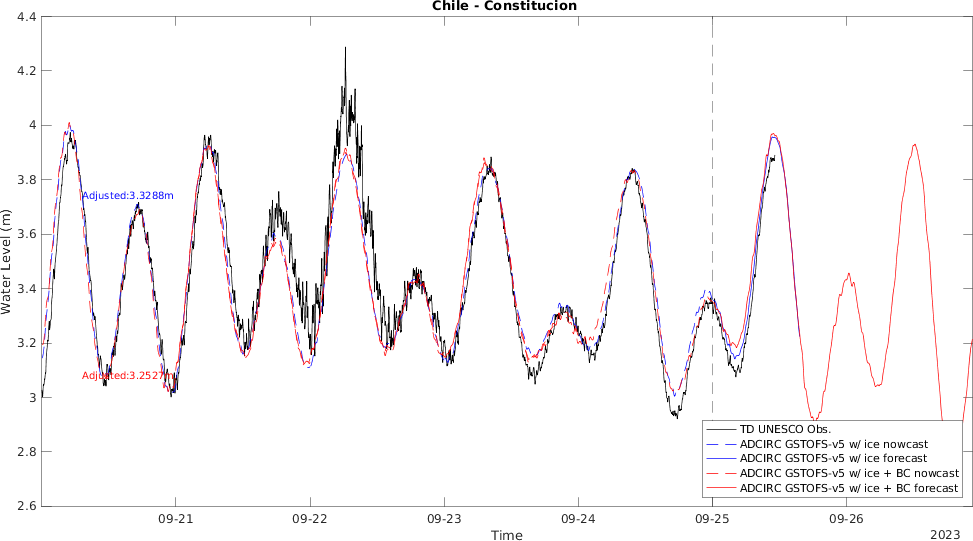 Chile - Constitucion
4.4
4.2
4
3.8
3.6
3.4
3.2
3
2.8
2.6
Water Level (m)
Adjusted:3.3288m
Adjusted:3.2527m
TD UNESCO Obs.
ADCIRC GSTOFS-v5 w/ ice nowcast
ADCIRC GSTOFS-v5 w/ ice forecast
ADCIRC GSTOFS-v5 w/ ice + BC nowcast
ADCIRC GSTOFS-v5 w/ ice + BC forecast
09-21 09-22 09-23 09-24 09-25 09-26
Time
2023